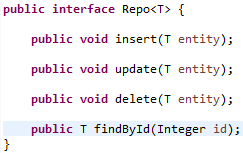 public interface Repo<T> {
public void insert(T entity);
public void update(T entity);
public void delete(T entity);
public T findById(Integer id);
}